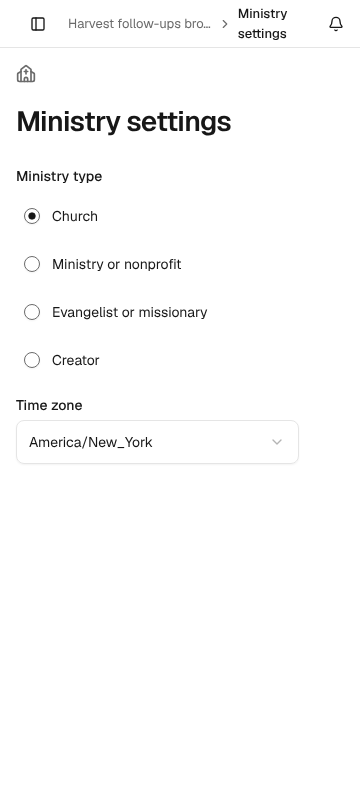 Harvest follow-ups bro...
Ministry
settings
Ministry settings
Ministry type
Church
Ministry or nonprofit
Evangelist or missionary
Creator
Time zone
America/New_York